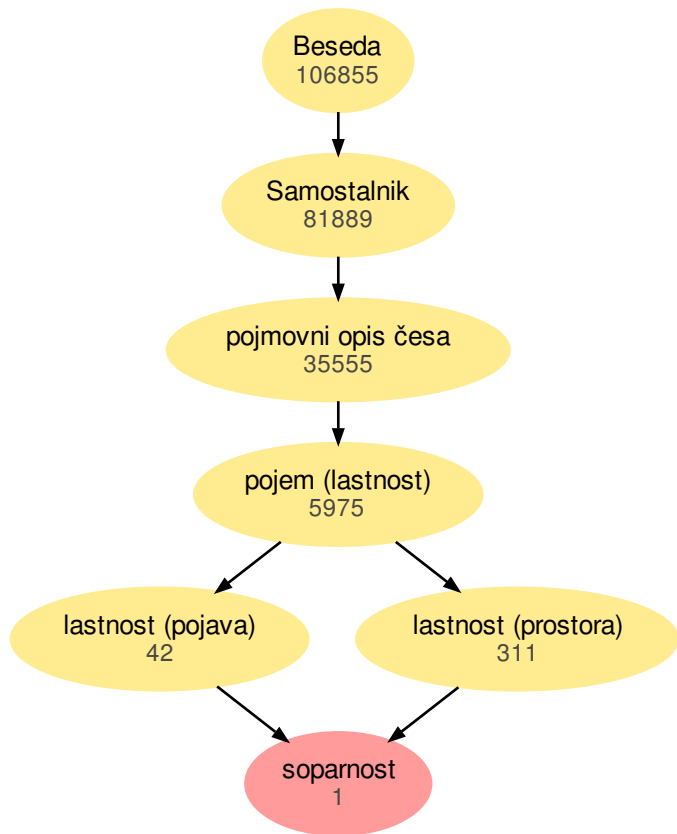 Beseda
106855
Samostalnik
81889
pojmovni opis česa
35555
pojem (lastnost)
5975
lastnost (pojava)
42
lastnost (prostora)
311
soparnost
1